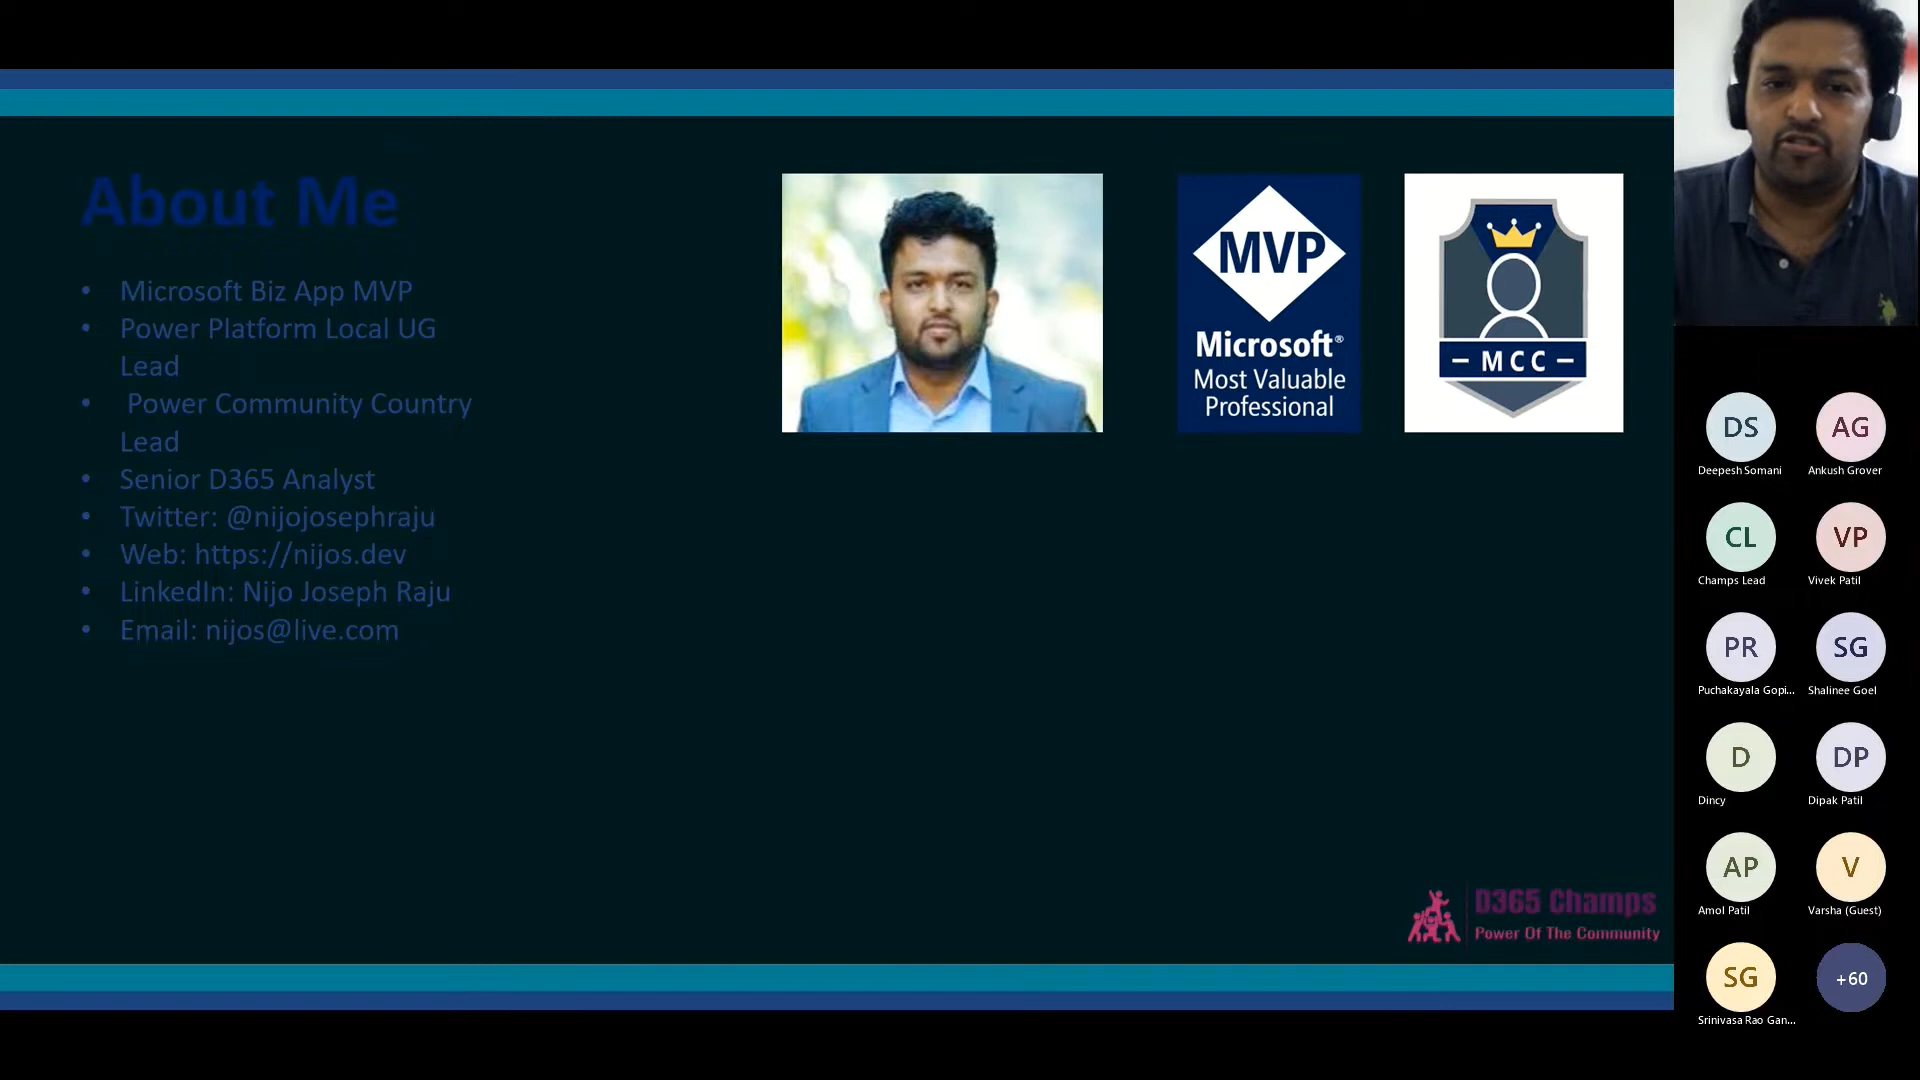 About Me
• Microsoft Biz App MVP
• Power Platform Local UG
Lead
• Power Community Country
Lead
• Senior D365 Analyst
• Twitter: @nijojosephraju
• Web: https://nijos.dev
• LinkedIn: Nijo Joseph Raju
• Email: nijos@live.com
MVP
Microsoft®
Most Valuable
Professional
– MCC –
D365 Champs
Power Of The Community
DS AG
Deepesh Somani Ankush Grover
CL VP
Champs Lead Vivek Patil
PR SG
Puchakayala Gopi... Shalinee Goel
D DP
Dincy Dipak Patil
AP V
Amol Patil Varsha (Guest)
SG +60
Srinivasa Rao Gan...